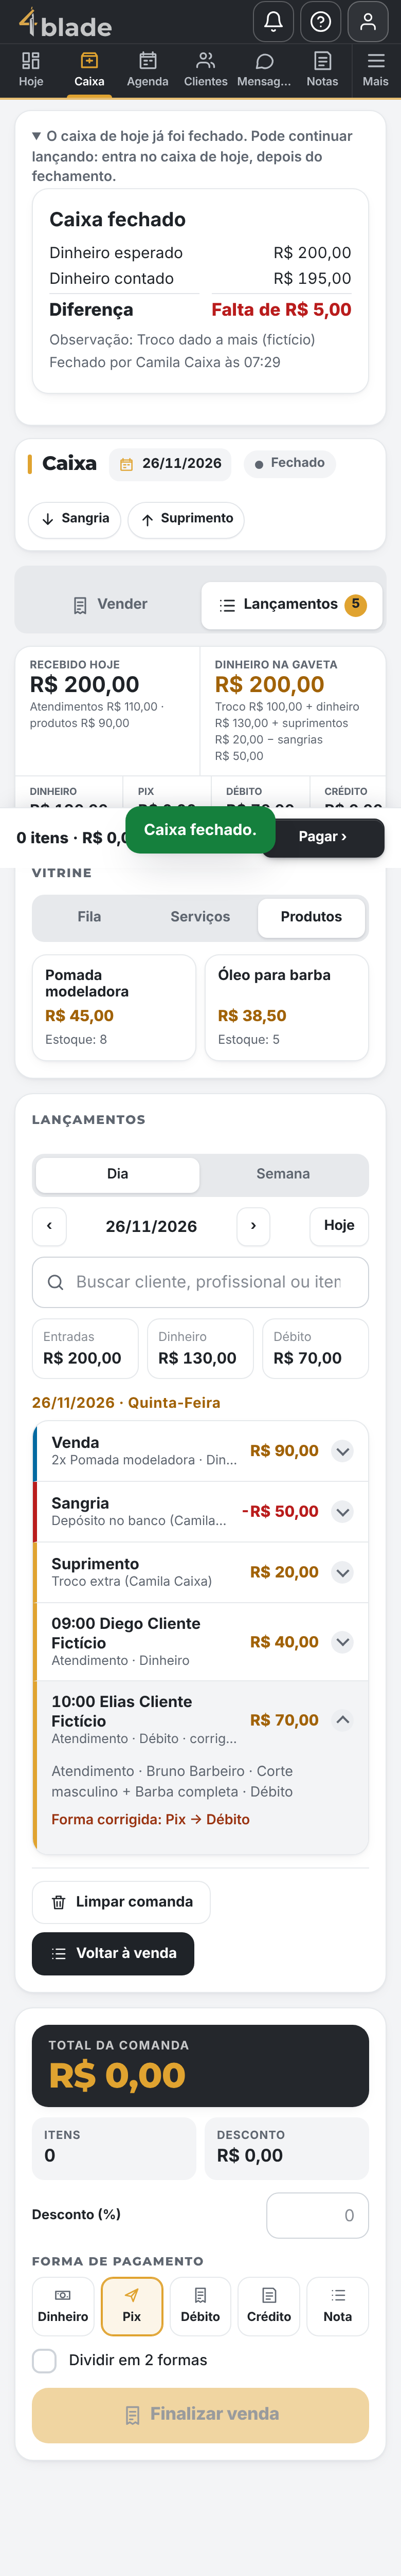 4blade
Hoje
Caixa
Agenda
Clientes
Mensag...
Notas
Mais
▼ O caixa de hoje já foi fechado. Pode continuar
lançando: entra no caixa de hoje, depois do
fechamento.
Caixa fechado
Dinheiro esperado R$ 200,00
Dinheiro contado R$ 195,00
Diferença Falta de R$ 5,00
Observação: Troco dado a mais (fictício)
Fechado por Camila Caixa às 07:29
Caixa 26/11/2026 Fechado
↓ Sangria ↑ Suprimento
Vender Lançamentos 5
RECEBIDO HOJE
R$ 200,00
Atendimentos R$ 110,00 ·
produtos R$ 90,00
DINHEIRO NA GAVETA
R$ 200,00
Troco R$ 100,00 + dinheiro
R$ 130,00 + suprimentos
R$ 20,00 − sangrias
R$ 50,00
DINHEIRO PIX DÉBITO CRÉDITO
0 itens · R$ 0,0
Caixa fechado.
Pagar ›
VITRINE
Fila Serviços Produtos
Pomada
modeladora
R$ 45,00
Estoque: 8
Óleo para barba
R$ 38,50
Estoque: 5
LANÇAMENTOS
Dia Semana
‹ 26/11/2026 › Hoje
Buscar cliente, profissional ou iter
Entradas
R$ 200,00
Dinheiro
R$ 130,00
Débito
R$ 70,00
26/11/2026 · Quinta-Feira
Venda
2x Pomada modeladora · Din...
R$ 90,00
Sangria
Depósito no banco (Camila...
-R$ 50,00
Suprimento
Troco extra (Camila Caixa)
R$ 20,00
09:00 Diego Cliente
Fictício
Atendimento · Dinheiro
R$ 40,00
10:00 Elias Cliente
Fictício
Atendimento · Débito · corrig...
R$ 70,00
Atendimento · Bruno Barbeiro · Corte
masculino + Barba completa · Débito
Forma corrigida: Pix → Débito
Limpar comanda
Voltar à venda
TOTAL DA COMANDA
R$ 0,00
ITENS
0
DESCONTO
R$ 0,00
Desconto (%) 0
FORMA DE PAGAMENTO
Dinheiro
Pix
Débito
Crédito
Nota
Dividir em 2 formas
Finalizar venda